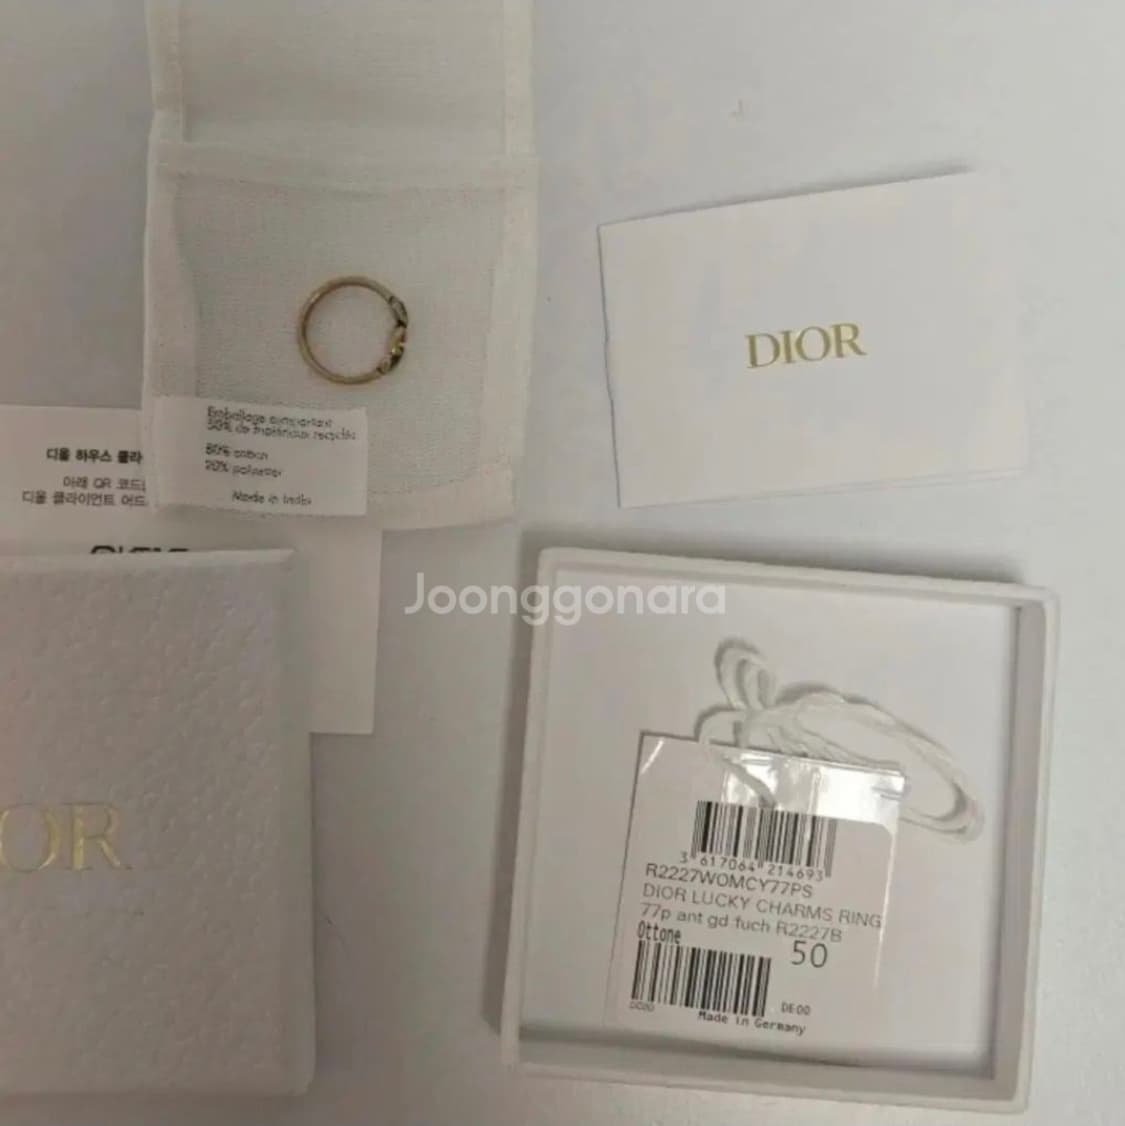 DIOR
Emballage contenant
50% de matériaux recyclés
80% cotton
20% polyester
Made in India
디올 하우스 클라
아래 QR 코드
디올 클라이언트 어드
Joonggonara
OR
3 617064 214693
R2227WOMCY77PS
DIOR LUCKY CHARMS RING
77p ant gd fuch R2227B
Ottone
50
DE00
Made in Germany